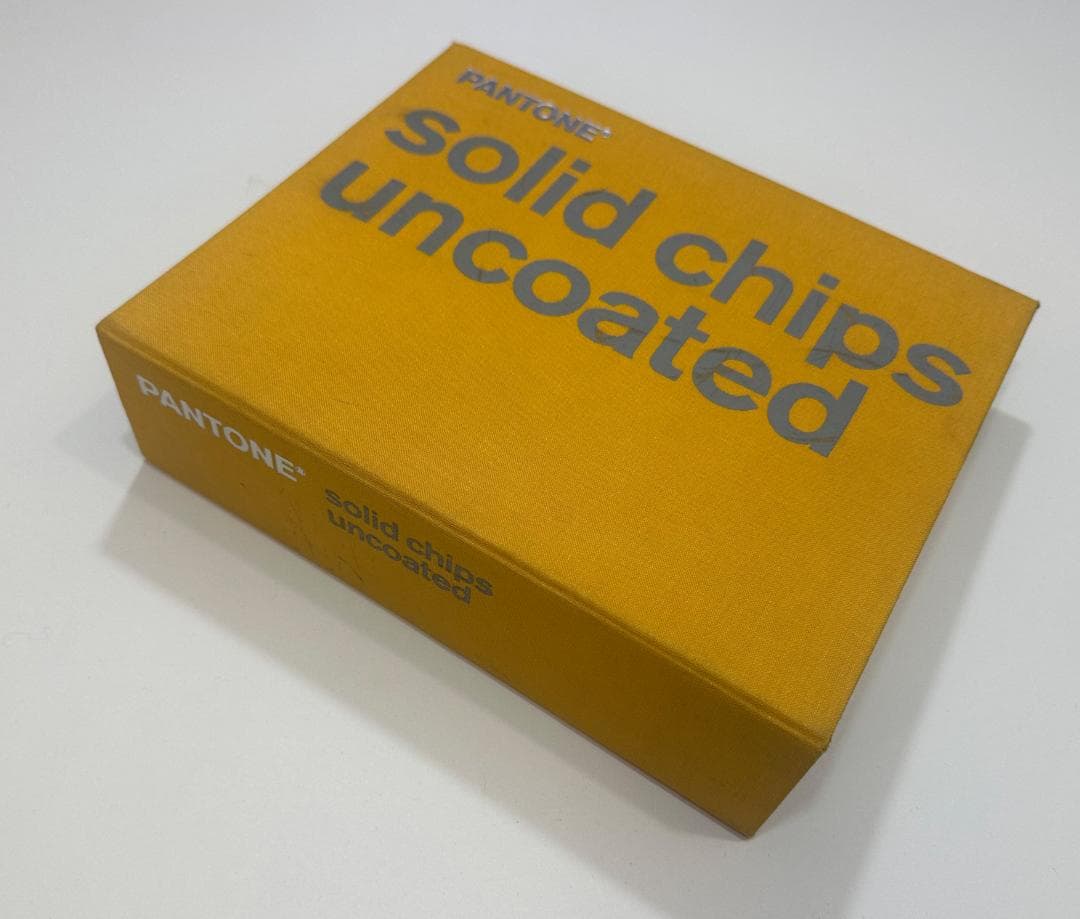 PANTONE®
solid chips
uncoated
PANTONE®
solid chips
uncoated